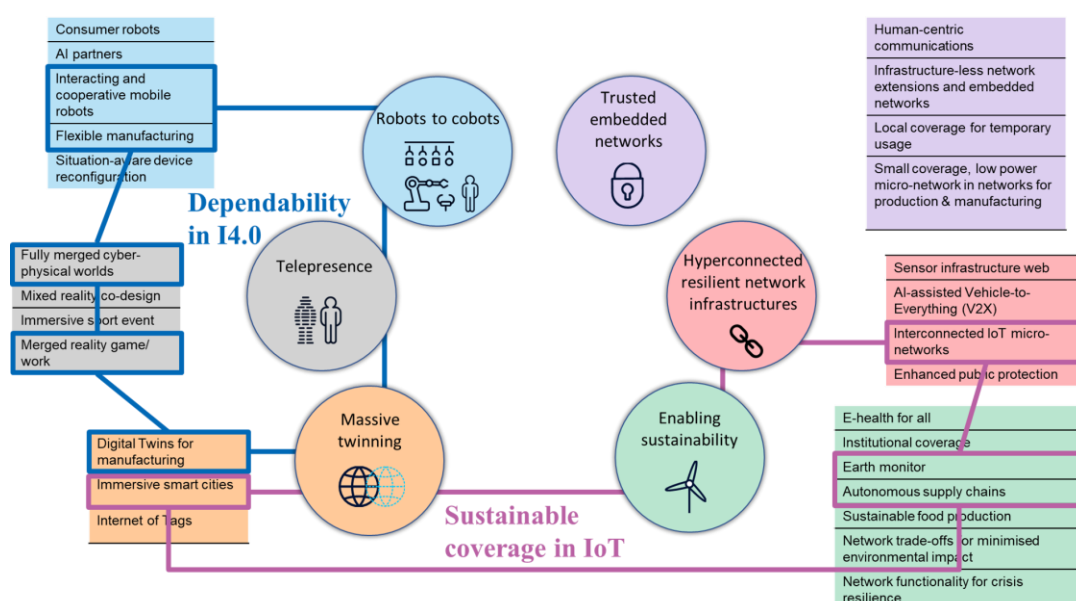 Consumer robots
AI partners
Interacting and
cooperative mobile
robots
Flexible manufacturing
Situation-aware device
reconfiguration
Robots to cobots
Trusted
embedded
networks
Human-centric
communications
Infrastructure-less network
extensions and embedded
networks
Local coverage for temporary
usage
Small coverage, low power
micro-network in networks for
production & manufacturing
Dependability
in I4.0
Fully merged cyber-
physical worlds
Mixed reality co-design
Immersive sport event
Merged reality game/
work
Telepresence
Hyperconnected
resilient network
infrastructures
Sensor infrastructure web
AI-assisted Vehicle-to-
Everything (V2X)
Interconnected IoT micro-
networks
Enhanced public protection
Digital Twins for
manufacturing
Immersive smart cities
Internet of Tags
Massive
twinning
Enabling
sustainability
Sustainable
coverage in IoT
E-health for all
Institutional coverage
Earth monitor
Autonomous supply chains
Sustainable food production
Network trade-offs for minimised
environmental impact
Network functionality for crisis
resilience